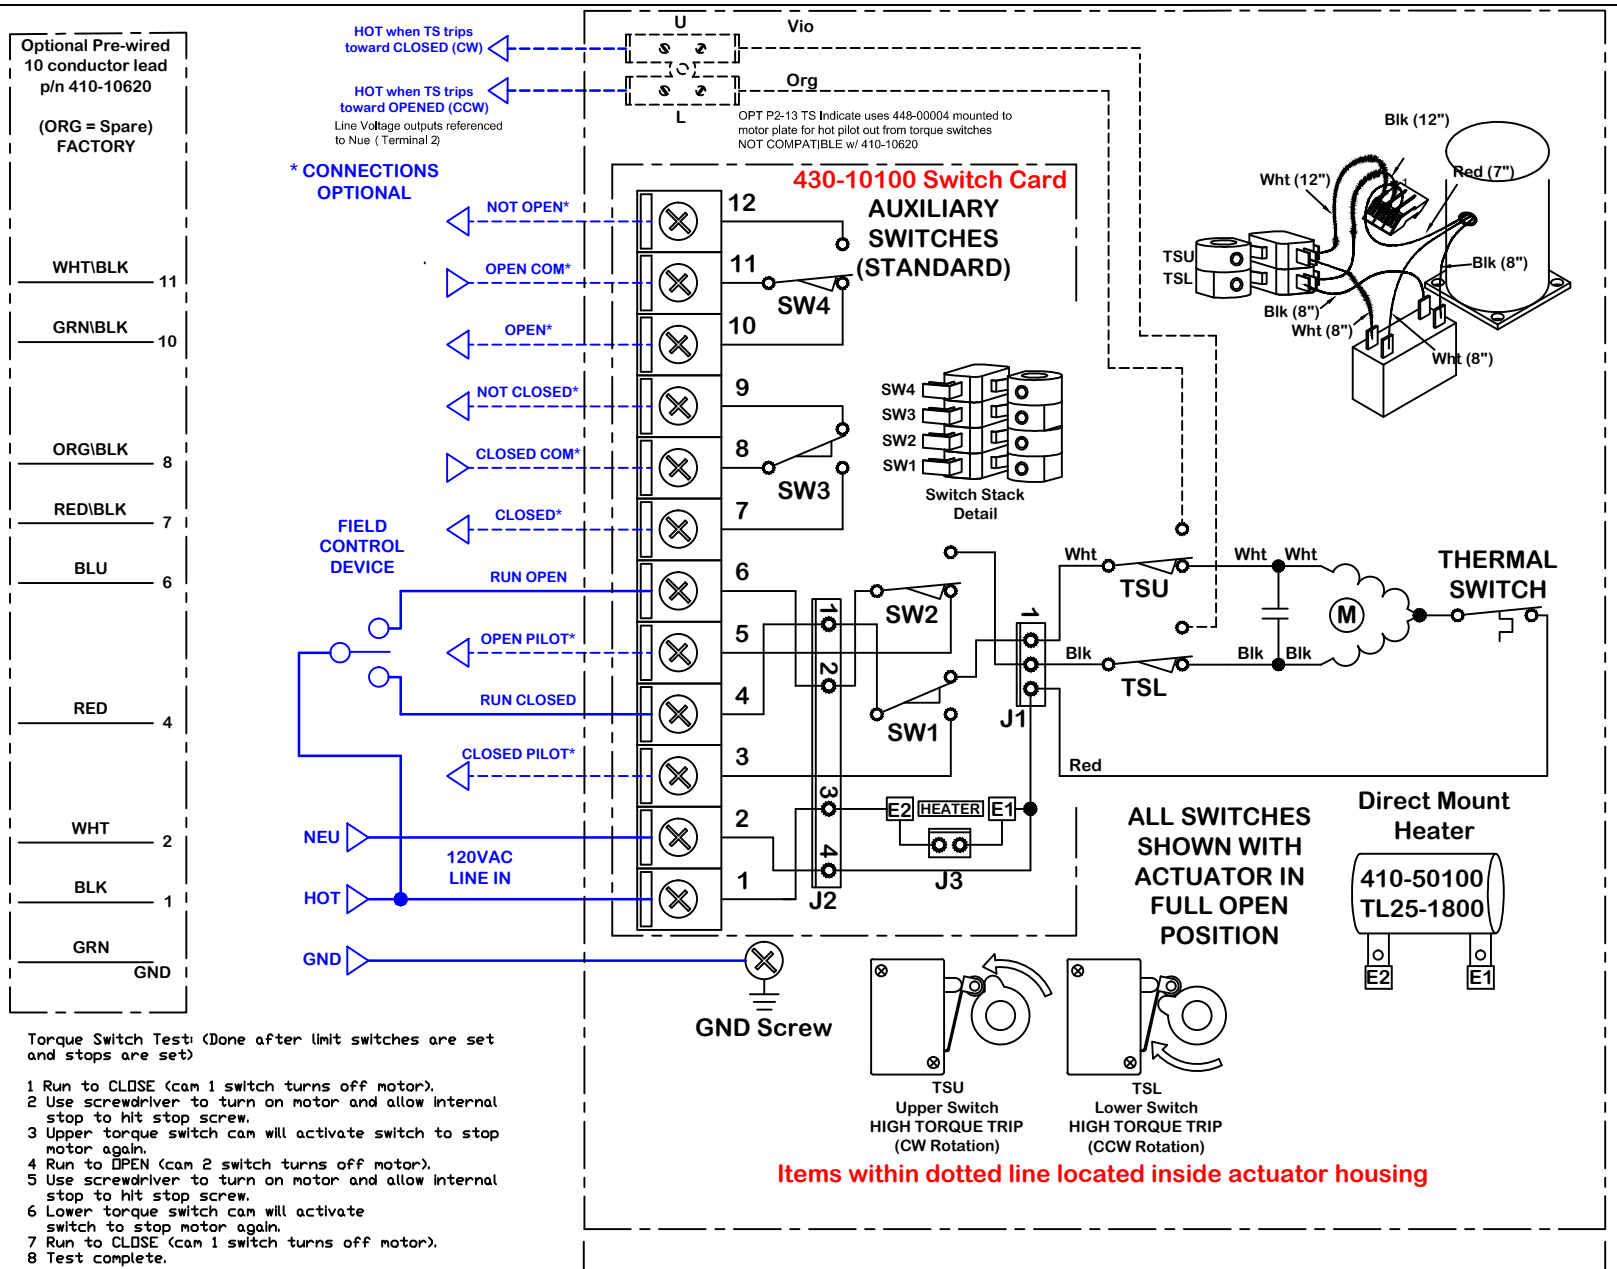 Optional Pre-wired
10 conductor lead
p/n 410-10620
(ORG = Spare)
FACTORY
WHT\BLK
11
GRN\BLK
10
ORG\BLK
8
RED\BLK
7
BLU
6
RED
4
WHT
2
BLK
1
GRN
GND
HOT when TS trips
toward CLOSED (CW)
HOT when TS trips
toward OPENED (CCW)
Line Voltage outputs referenced
to Nue ( Terminal 2)
* CONNECTIONS
OPTIONAL
NOT OPEN*
OPEN COM*
OPEN*
NOT CLOSED*
CLOSED COM*
CLOSED*
FIELD
CONTROL
DEVICE
RUN OPEN
OPEN PILOT*
RUN CLOSED
CLOSED PILOT*
NEU
120VAC
LINE IN
HOT
GND
U
L
Vio
Org
OPT P2-13 TS Indicate uses 448-00004 mounted to
motor plate for hot pilot out from torque switches
NOT COMPATIBLE w/ 410-10620
430-10100 Switch Card
AUXILIARY
SWITCHES
(STANDARD)
12
11
10
9
8
7
6
5
4
3
2
1
SW4
SW3
SW2
SW1
SW4
SW3
SW2
SW1
Switch Stack
Detail
1
2
3
4
J2
E2
HEATER
E1
J3
1
J1
Wht
TSU
Wht
Wht
Blk
TSL
Blk
Blk
M
THERMAL
SWITCH
Red
Blk (12")
Wht (12")
Red (7")
TSU
TSL
1
Blk (8")
Blk (8")
Wht (8")
Wht (8")
ALL SWITCHES
SHOWN WITH
ACTUATOR IN
FULL OPEN
POSITION
Direct Mount
Heater
410-50100
TL25-1800
E2
E1
GND Screw
TSU
Upper Switch
HIGH TORQUE TRIP
(CW Rotation)
TSL
Lower Switch
HIGH TORQUE TRIP
(CCW Rotation)
Items within dotted line located inside actuator housing
Torque Switch Test: (Done after limit switches are set
and stops are set)
1 Run to CLOSE (cam 1 switch turns off motor).
2 Use screwdriver to turn on motor and allow internal
stop to hit stop screw.
3 Upper torque switch cam will activate switch to stop
motor again.
4 Run to OPEN (cam 2 switch turns off motor).
5 Use screwdriver to turn on motor and allow internal
stop to hit stop screw.
6 Lower torque switch cam will activate
switch to stop motor again.
7 Run to CLOSE (cam 1 switch turns off motor).
8 Test complete.